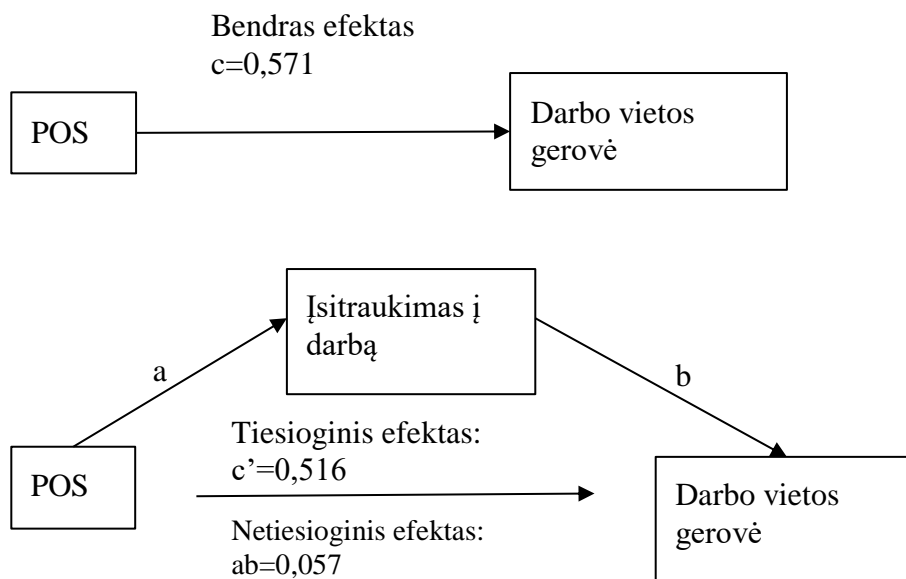 Bendras efektas
c=0,571
POS
Darbo vietos
gerovė
Įsitraukimas į
darbą
a
b
Tiesioginis efektas:
c’=0,516
POS
Darbo vietos
gerovė
Netiesioginis efektas:
ab=0,057